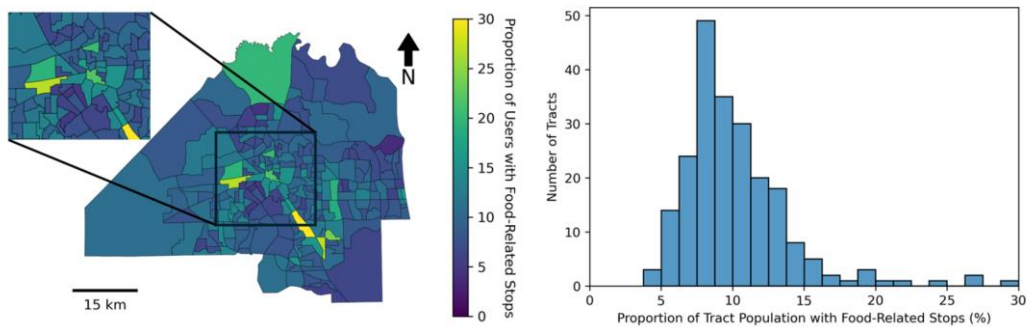 N
15 km
30
25
20
15
10
5
0
Proportion of Users with Food-Related Stops
50
40
30
20
10
0
Number of Tracts
0 5 10 15 20 25 30
Proportion of Tract Population with Food-Related Stops (%)